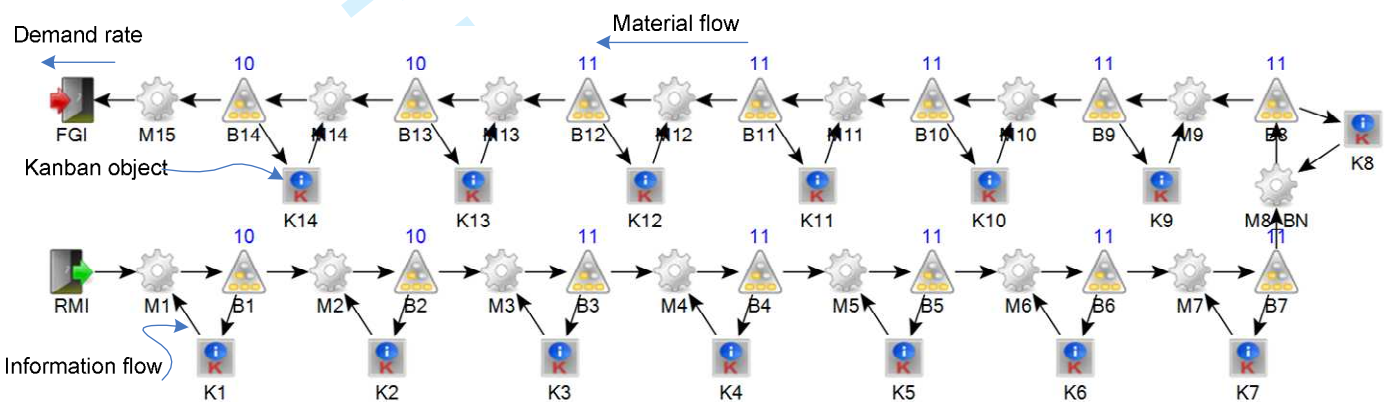 Material flow
Demand rate
10 10 11 11 11 11 11
FGI M15 B14 M14 B13 M13 B12 M12 B11 M11 B10 M10 B9 M9 B8
K8
Kanban object
K14 K13 K12 K11 K10 K9
M8 BN
10 10 11 11 11 11 11
RMI M1 B1 M2 B2 M3 B3 M4 B4 M5 B5 M6 B6 M7 B7
Information flow
K1 K2 K3 K4 K5 K6 K7